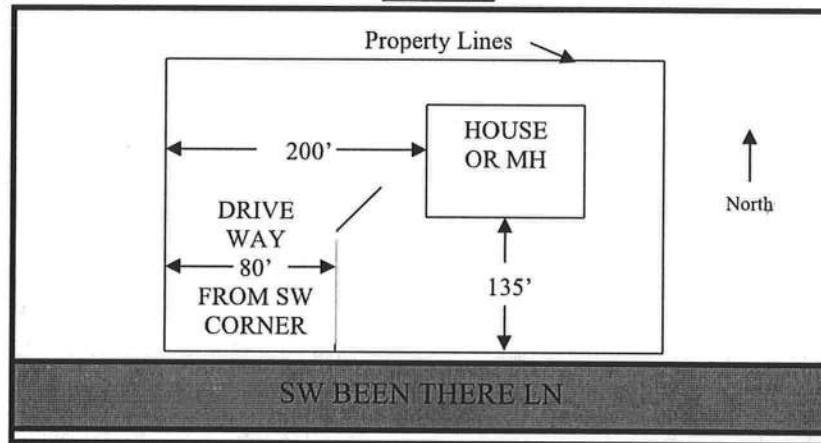 Property Lines
HOUSE
OR MH
200’
North
DRIVE
WAY
80’
FROM SW
CORNER
135’
SW BEEN THERE LN